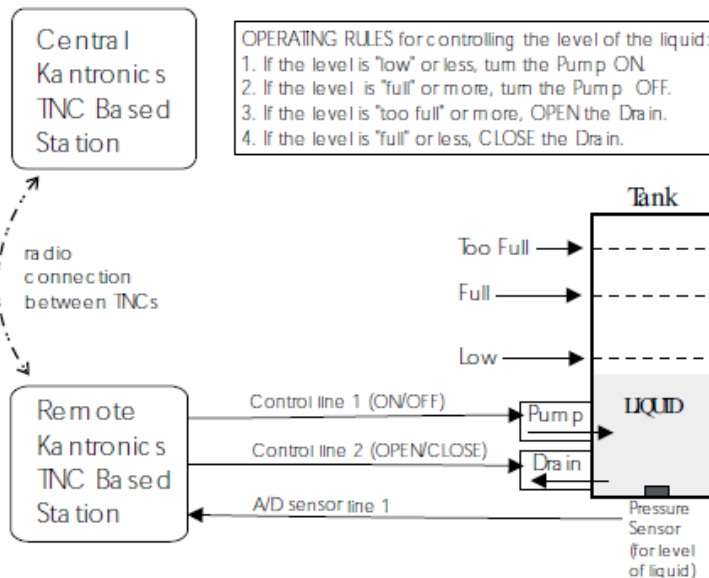 Central
Kantronics
TNC Based
Station
OPERATING RULES for controlling the level of the liquid:
1. If the level is "low" or less, turn the Pump ON.
2. If the level is "full" or more, turn the Pump OFF.
3. If the level is "too full" or more, OPEN the Drain.
4. If the level is "full" or less, CLOSE the Drain.
radio
connection
between TNCs
Tank
Too Full
Full
Low
LIQUID
Remote
Kantronics
TNC Based
Station
Control line 1 (ON/OFF)
Pump
Control line 2 (OPEN/CLOSE)
Drain
A/D sensor line 1
Pressure
Sensor
(for level
of liquid)